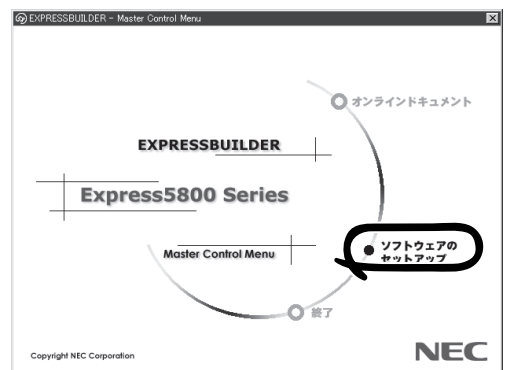 EXPRESSBUILDER - Master Control Menu
オンラインドキュメント
EXPRESSBUILDER
Express5800 Series
ソフトウェアの
セットアップ
Master Control Menu
終了
Copyright NEC Corporation
NEC